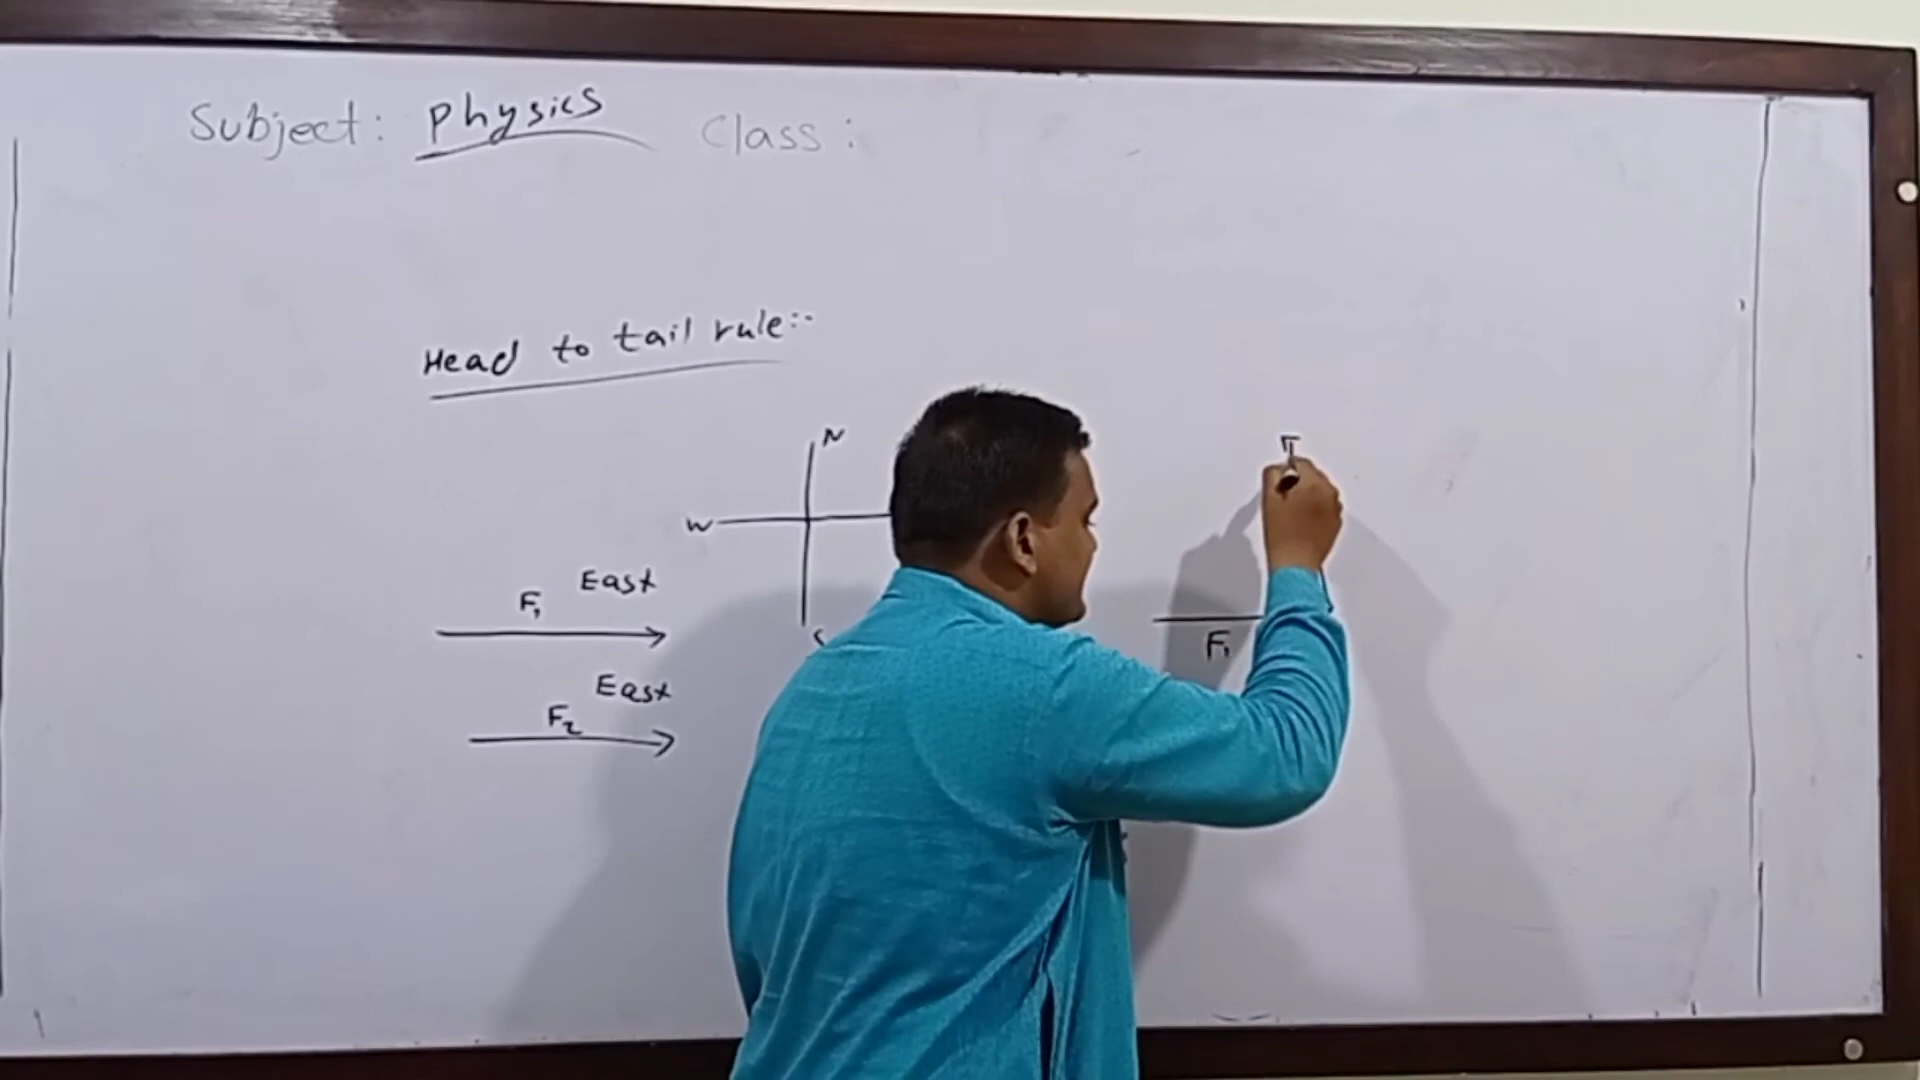 Subject: Physics Class:
Head to tail rule:-
N
W
East
F1
S
F1
East
F2